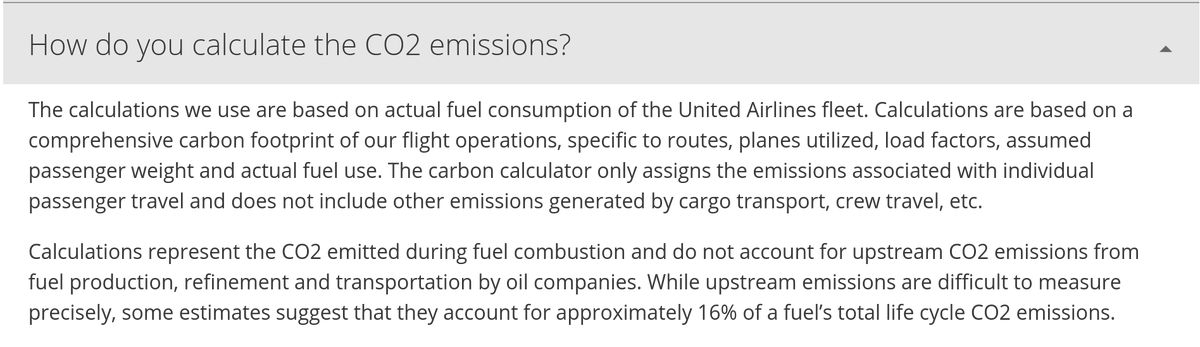 How do you calculate the CO2 emissions?
The calculations we use are based on actual fuel consumption of the United Airlines fleet. Calculations are based on a
comprehensive carbon footprint of our flight operations, specific to routes, planes utilized, load factors, assumed
passenger weight and actual fuel use. The carbon calculator only assigns the emissions associated with individual
passenger travel and does not include other emissions generated by cargo transport, crew travel, etc.
Calculations represent the CO2 emitted during fuel combustion and do not account for upstream CO2 emissions from
fuel production, refinement and transportation by oil companies. While upstream emissions are difficult to measure
precisely, some estimates suggest that they account for approximately 16% of a fuel’s total life cycle CO2 emissions.